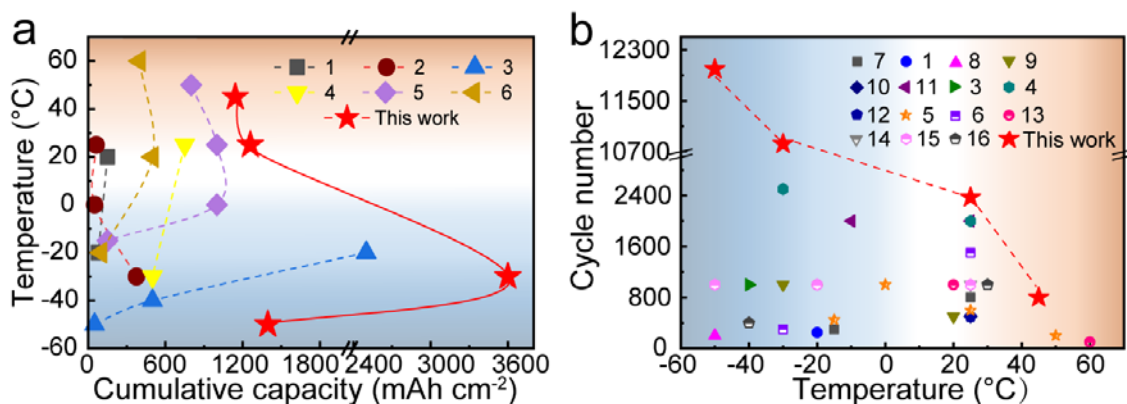 a
60
40
20
0
-20
-40
-60
Temperature (°C)
0 600 1200 1800 2400 3000 3600
Cumulative capacity (mAh cm-2)
1 2 3
4 5 6
This work
b
12300
11500
10700
2400
1600
800
0
Cycle number
-60 -40 -20 0 20 40 60
Temperature (°C)
7 1 8 9
10 11 3 4
12 5 6 13
14 15 16 This work